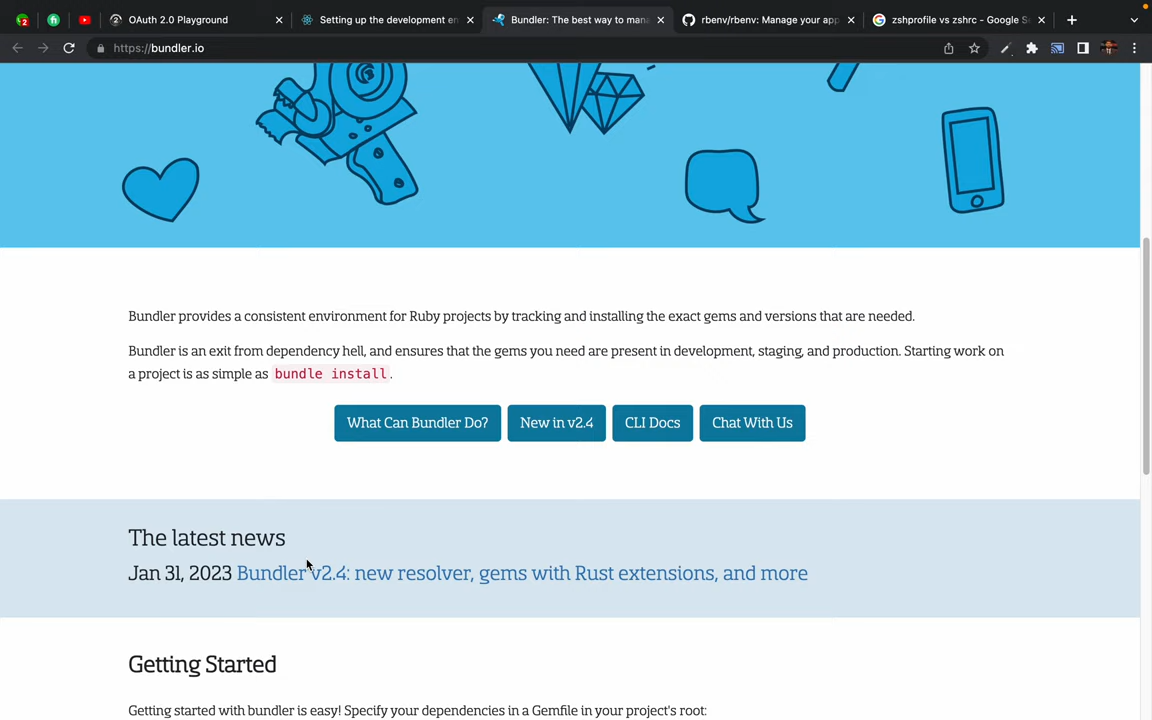 2
OAuth 2.0 Playground
Setting up the development en
Bundler: The best way to mana
rbenv/rbenv: Manage your app
zshprofile vs zshrc - Google Se
https://bundler.io
Bundler provides a consistent environment for Ruby projects by tracking and installing the exact gems and versions that are needed.
Bundler is an exit from dependency hell, and ensures that the gems you need are present in development, staging, and production. Starting work on
a project is as simple as bundle install.
What Can Bundler Do?
New in v2.4
CLI Docs
Chat With Us
The latest news
Jan 31, 2023 Bundler v2.4: new resolver, gems with Rust extensions, and more
Getting Started
Getting started with bundler is easy! Specify your dependencies in a Gemfile in your project's root: